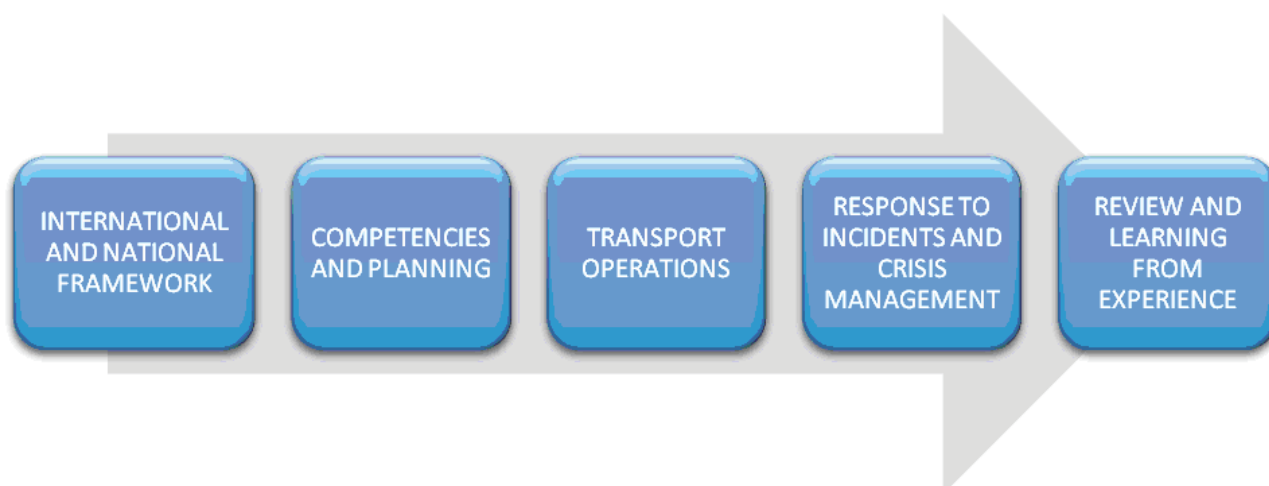 INTERNATIONAL
AND NATIONAL
FRAMEWORK
COMPETENCIES
AND PLANNING
TRANSPORT
OPERATIONS
RESPONSE TO
INCIDENTS AND
CRISIS
MANAGEMENT
REVIEW AND
LEARNING
FROM
EXPERIENCE